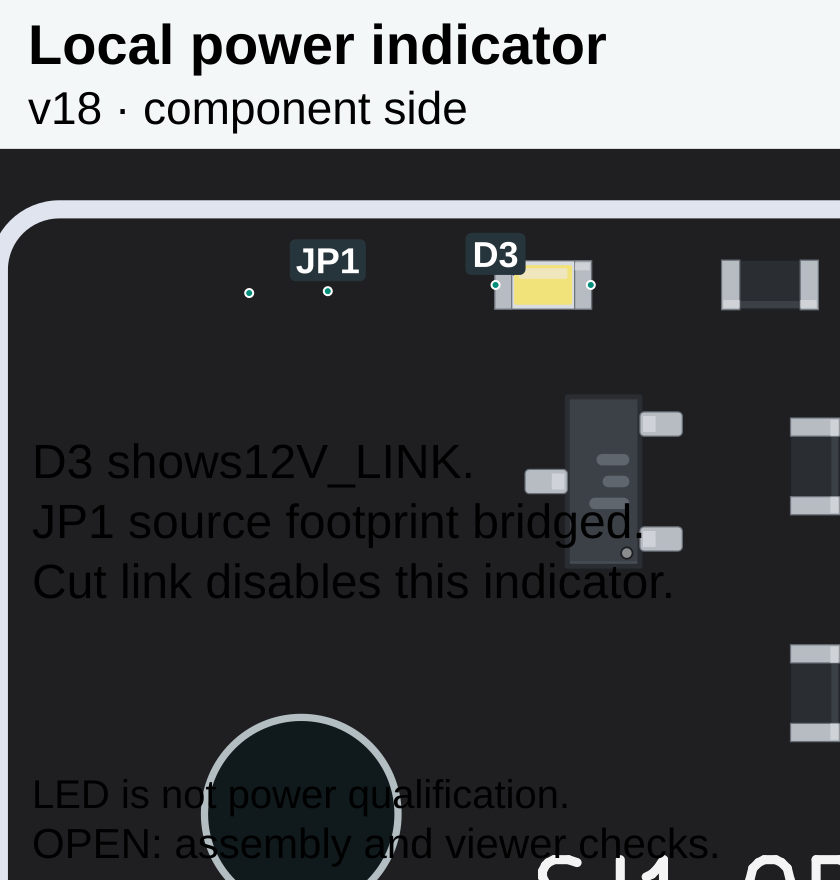 Local power indicator
v18 · component side
JP1
D3
D3 shows12V_LINK.
JP1 source footprint bridged.
Cut link disables this indicator.
LED is not power qualification.
OPEN: assembly and viewer checks.